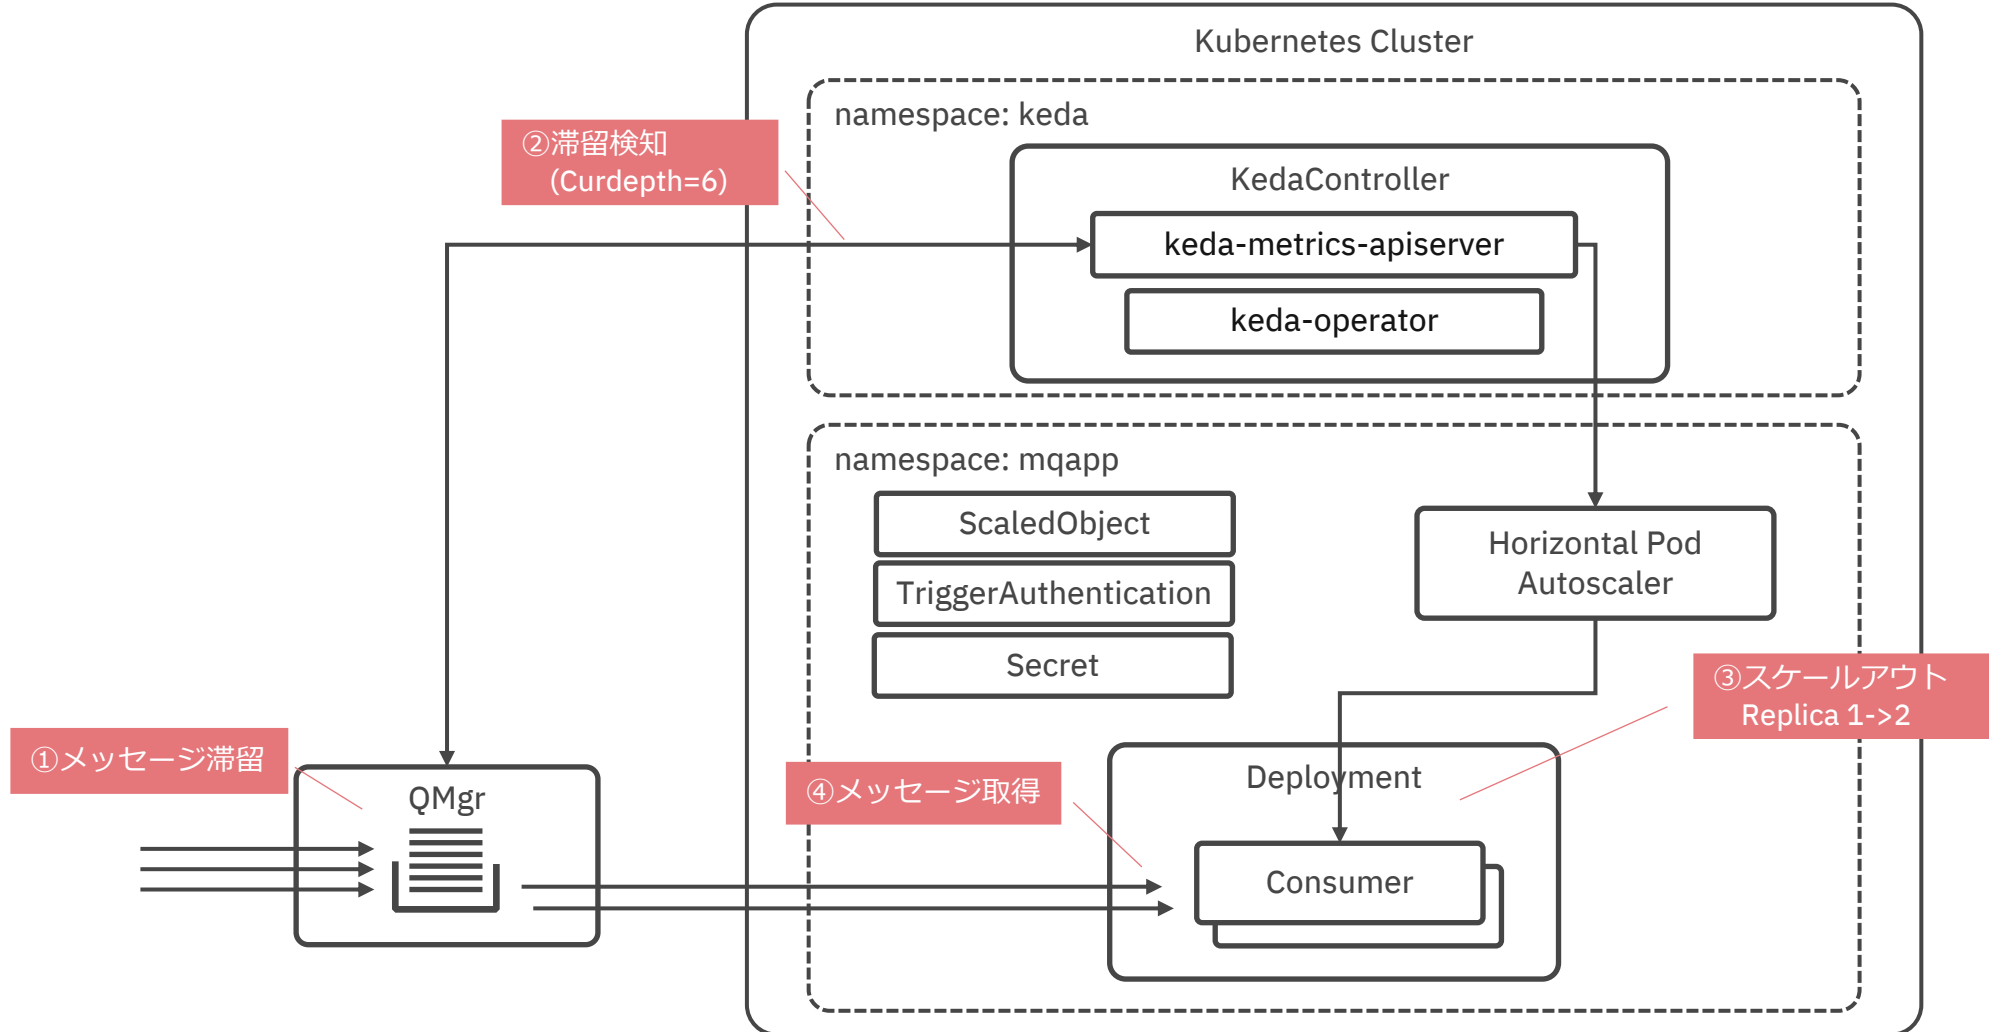 Kubernetes Cluster
namespace: keda
②滞留検知
(Curdepth=6)
KedaController
keda-metrics-apiserver
keda-operator
namespace: mqapp
ScaledObject
TriggerAuthentication
Secret
Horizontal Pod
Autoscaler
③スケールアウト
Replica 1->2
①メッセージ滞留
QMgr
④メッセージ取得
Deployment
Consumer